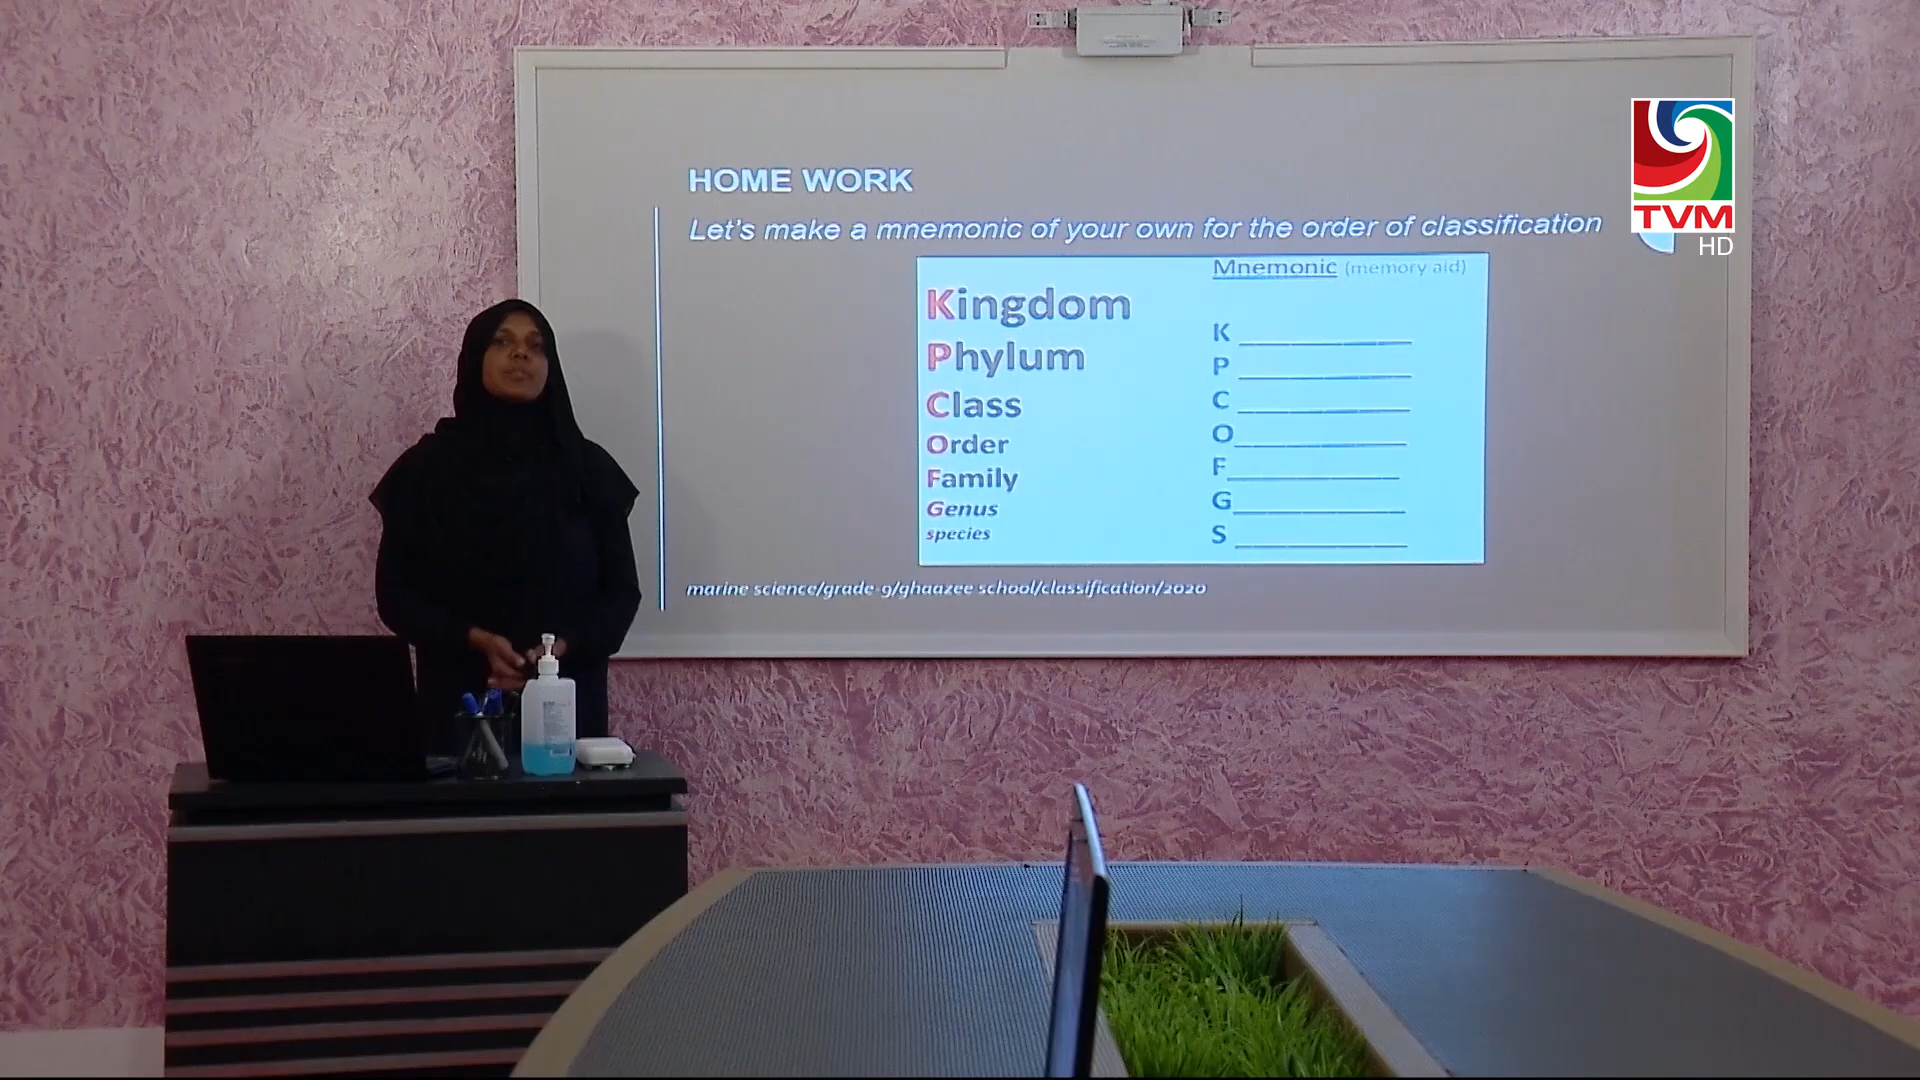 TVM
HD
HOME WORK
Let's make a mnemonic of your own for the order of classification
Mnemonic (memory aid)
Kingdom
Phylum
Class
Order
Family
Genus
species
K
P
C
O
F
G
S
marine science/grade 9/ghaazee school/classification/2020